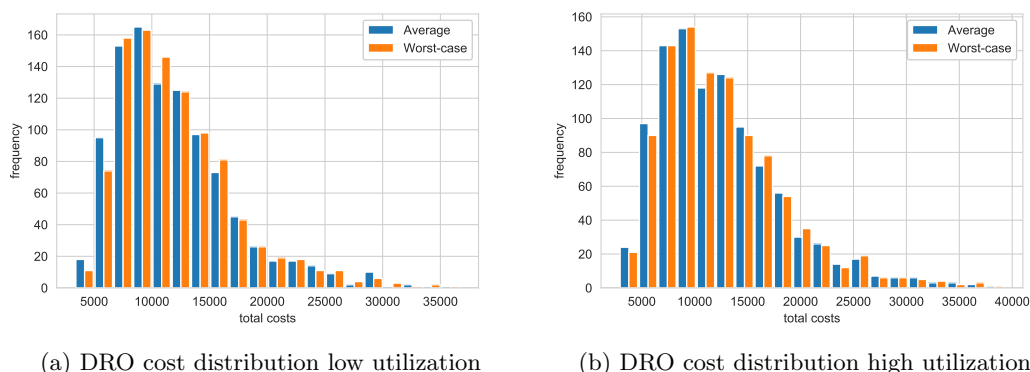 Average
Worst-case
160
140
120
100
80
60
40
20
0
frequency
5000 10000 15000 20000 25000 30000 35000
total costs
(a) DRO cost distribution low utilization
Average
Worst-case
160
140
120
100
80
60
40
20
0
frequency
5000 10000 15000 20000 25000 30000 35000 40000
total costs
(b) DRO cost distribution high utilization